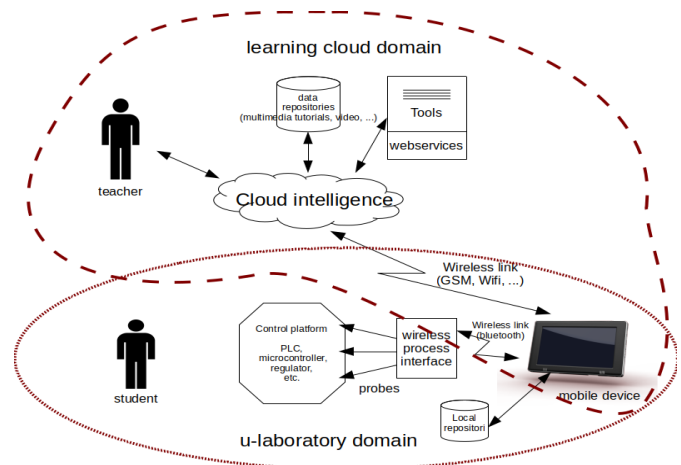 learning cloud domain
data
repositories
(multimedia tutorials, video, ...)
Tools
webservices
teacher
Cloud intelligence
Wireless link
(GSM, Wifi, ...)
Control platform
PLC,
microcontroller,
regulator,
etc.
wireless
process
interface
Wireless link
(bluetooth)
probes
student
mobile device
Local
repositori
u-laboratory domain